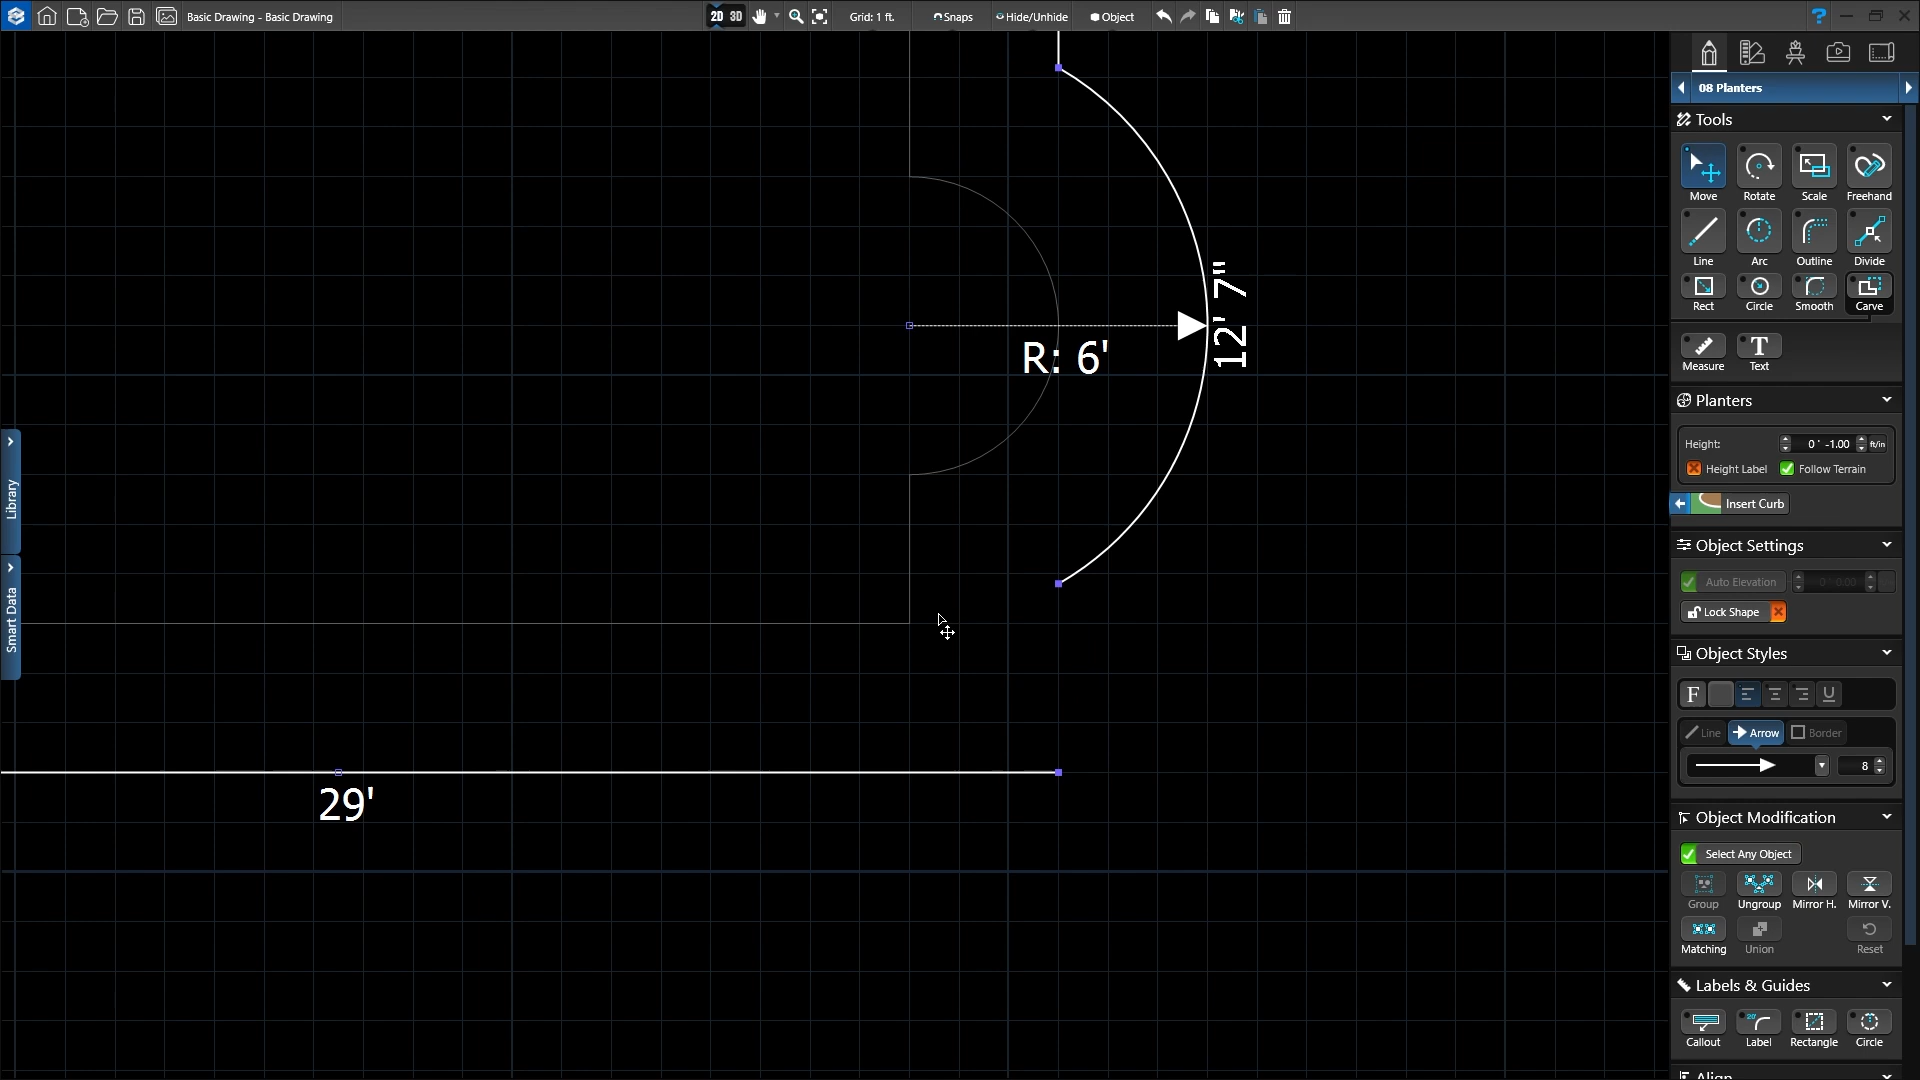 Basic Drawing - Basic Drawing
2D 3D
Grid: 1 ft.
Snaps
Hide/Unhide
Object
?
08 Planters
Tools
Move Rotate Scale Freehand
Line Arc Outline Divide
Rect Circle Smooth Carve
Measure Text
Planters
Height: 0 ' -1.00 ft/in
Height Label Follow Terrain
Insert Curb
Object Settings
Auto Elevation 0 ' 0.00
Lock Shape
Object Styles
F U
Line Arrow Border
8
Object Modification
Select Any Object
Group Ungroup Mirror H. Mirror V.
Matching Union Reset
Labels & Guides
20'
Callout Label Rectangle Circle
Align
Library
Smart Data
12' 7"
R: 6'
29'